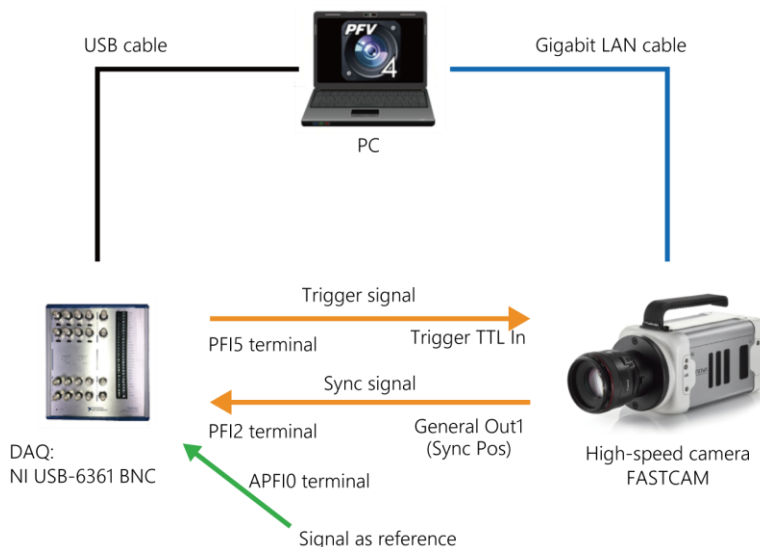 USB cable
PFV
4
Gigabit LAN cable
PC
Trigger signal
PFI5 terminal
Trigger TTL In
Sync signal
PFI2 terminal
General Out1
(Sync Pos)
DAQ:
NI USB-6361 BNC
APFI0 terminal
High-speed camera
FASTCAM
Signal as reference